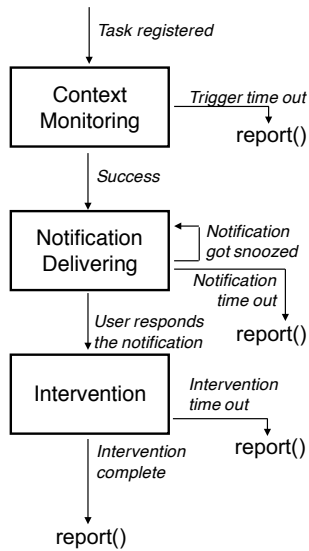 Task registered
Context
Monitoring
Trigger time out
report()
Success
Notification
Delivering
Notification
got snoozed
Notification
time out
report()
User responds
the notification
Intervention
Intervention
time out
report()
Intervention
complete
report()